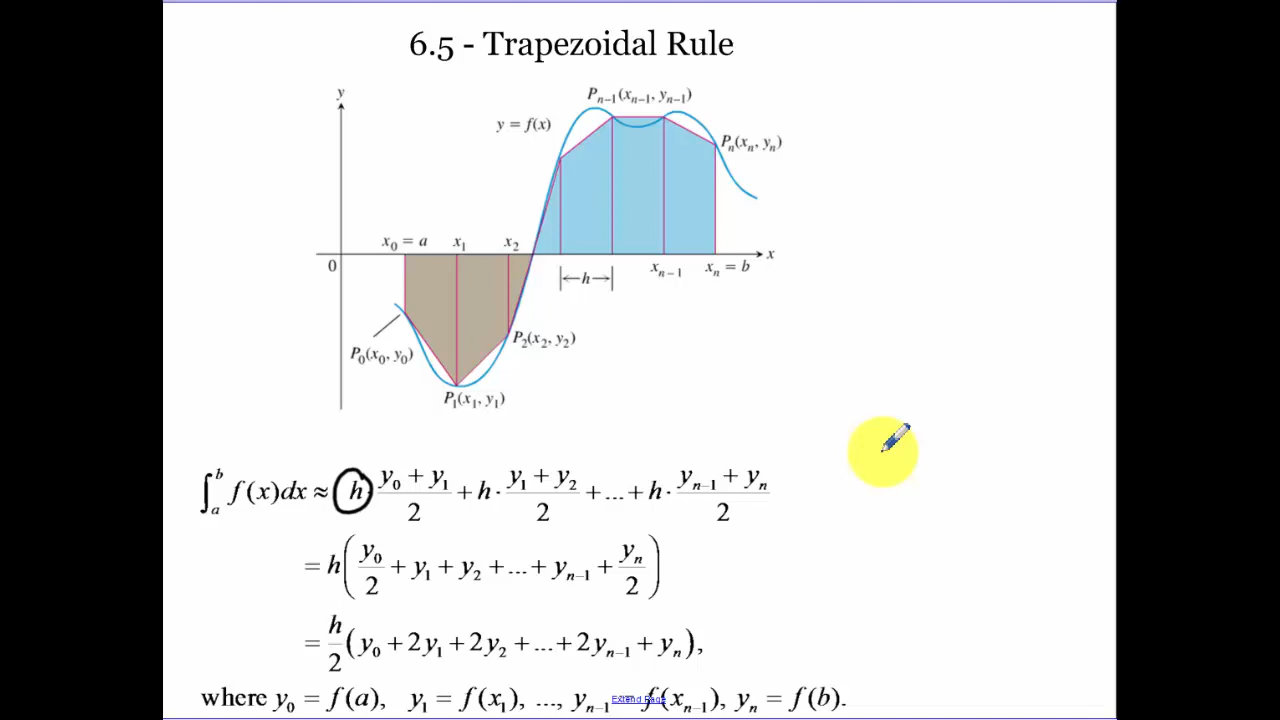 6.5 - Trapezoidal Rule
y
P_{n-1}(x_{n-1}, y_{n-1})
y = f(x)
P_n(x_n, y_n)
x_0 = a x_1 x_2
x
0
h
x_{n-1} x_n = b
P_0(x_0, y_0)
P_2(x_2, y_2)
P_1(x_1, y_1)
∫_a^b f(x)dx ≈ h · (y_0 + y_1)/2 + h · (y_1 + y_2)/2 + ... + h · (y_{n-1} + y_n)/2
= h(y_0/2 + y_1 + y_2 + ... + y_{n-1} + y_n/2)
= h/2 (y_0 + 2y_1 + 2y_2 + ... + 2y_{n-1} + y_n),
where y_0 = f(a), y_1 = f(x_1), ..., y_{n-1} = f(x_{n-1}), y_n = f(b).
Extend Page